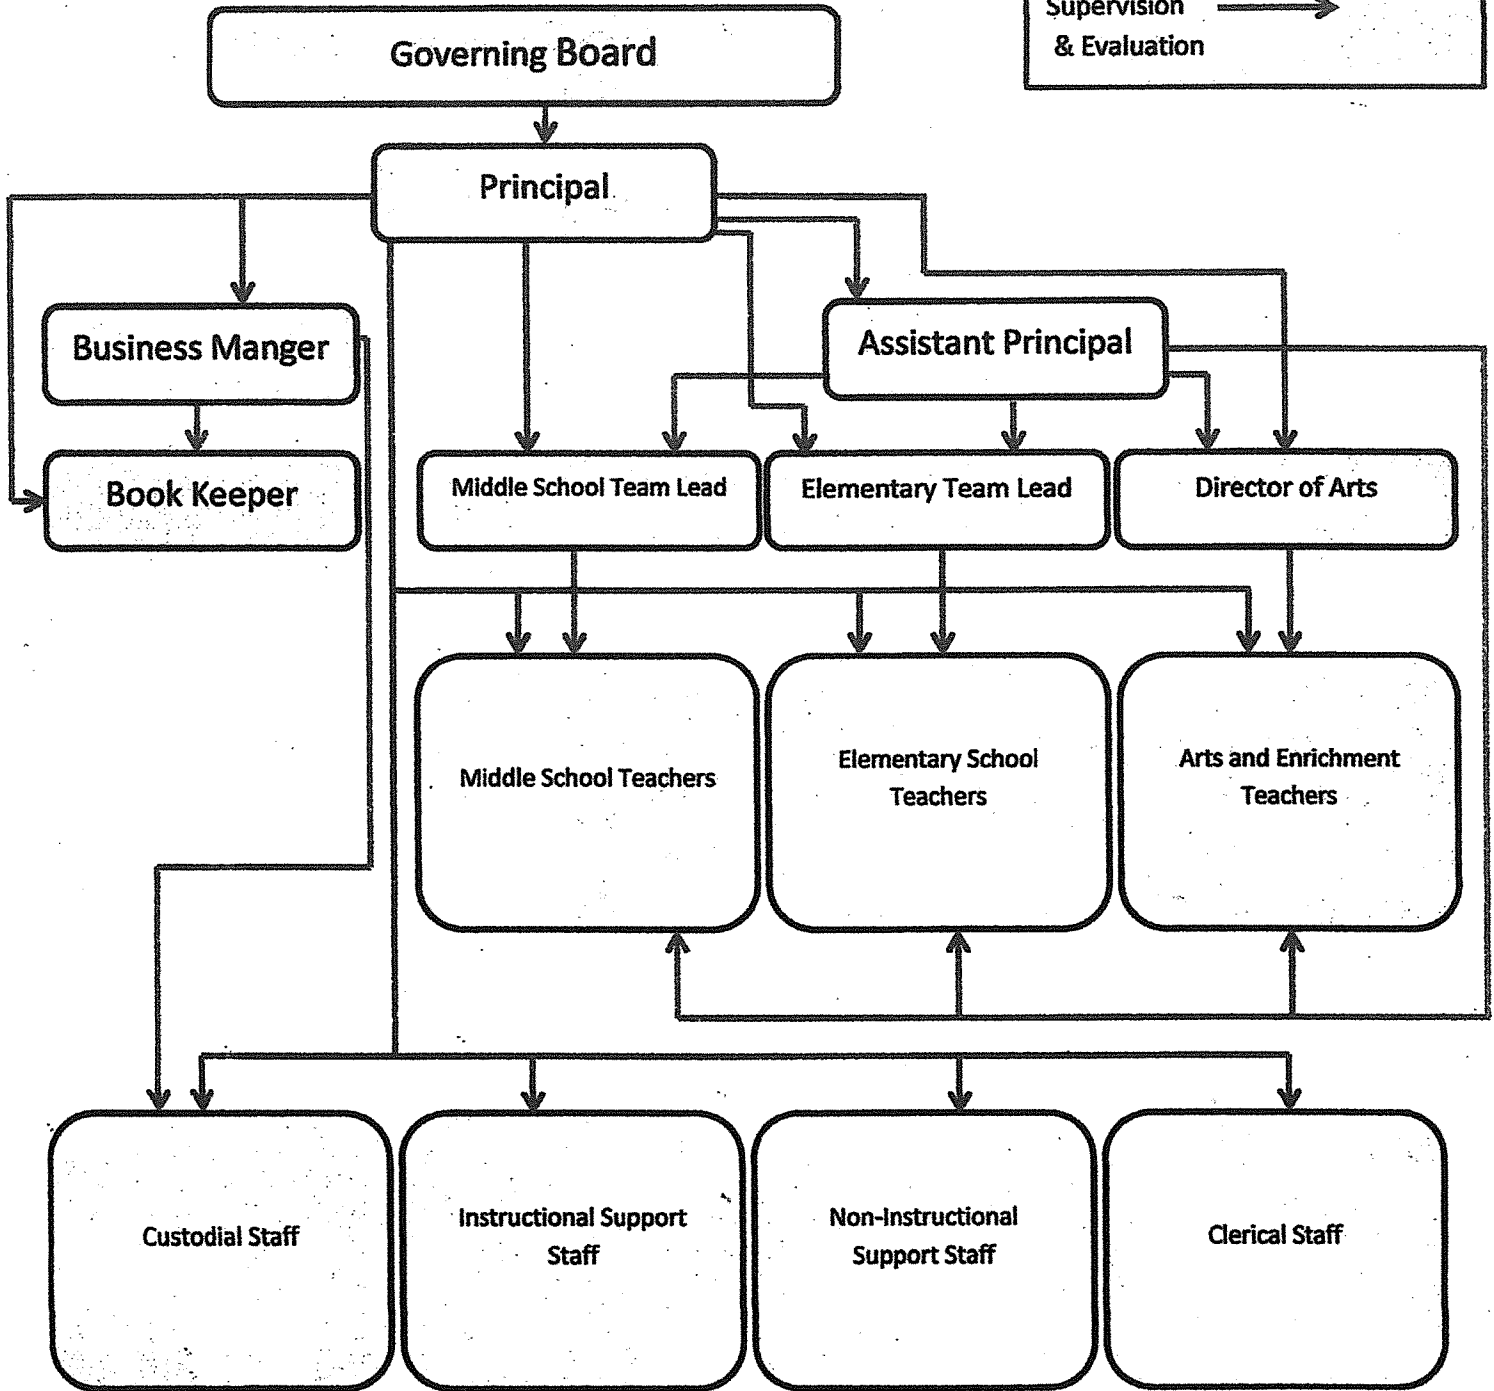 Supervision
& Evaluation
Governing Board
Principal
Business Manger
Assistant Principal
Book Keeper
Middle School Team Lead
Elementary Team Lead
Director of Arts
Middle School Teachers
Elementary School
Teachers
Arts and Enrichment
Teachers
Custodial Staff
Instructional Support
Staff
Non-Instructional
Support Staff
Clerical Staff